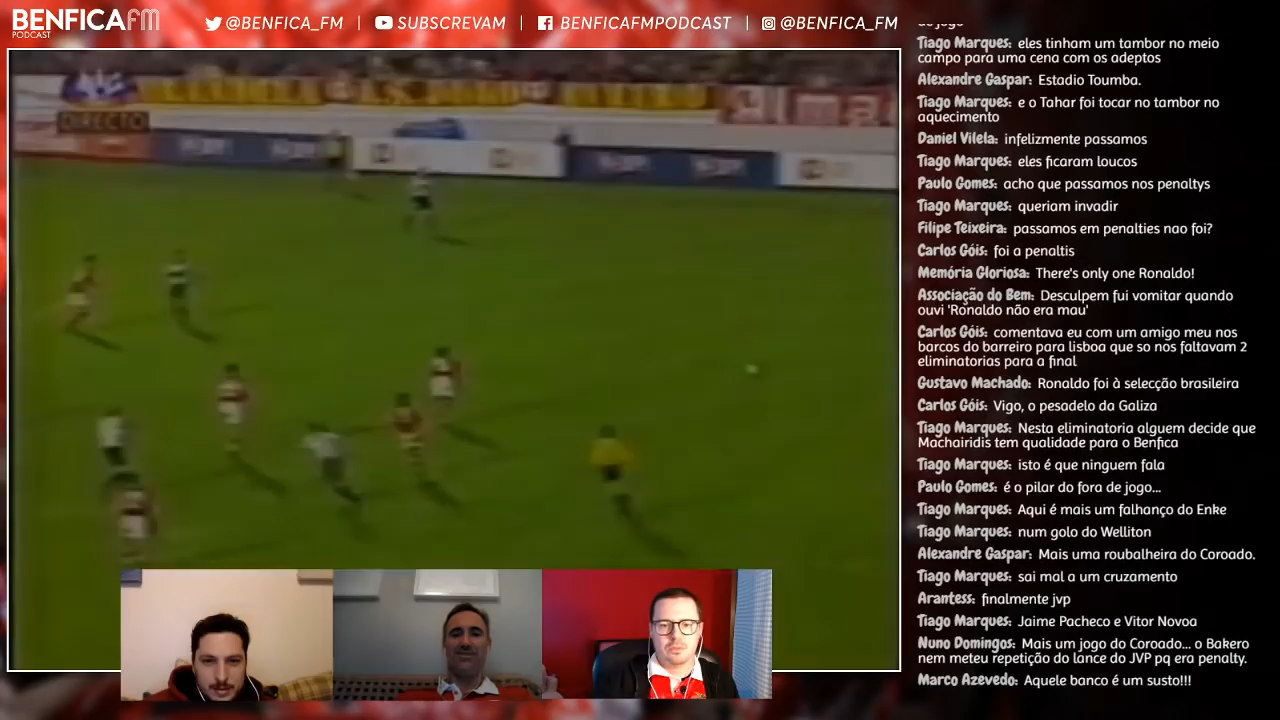 BENFICA FM
PODCAST
@BENFICA_FM | SUBSCREVAM | BENFICAFMPODCAST | @BENFICA_FM
SIC
DIRECTO
Tiago Marques: eles tinham um tambor no meio
campo para uma cena com os adeptos
Alexandre Gaspar: Estadio Toumba.
Tiago Marques: e o Tahar foi tocar no tambor no
aquecimento
Daniel Vilela: infelizmente passamos
Tiago Marques: eles ficaram loucos
Paulo Gomes: acho que passamos nos penaltys
Tiago Marques: queriam invadir
Filipe Teixeira: passamos em penalties nao foi?
Carlos Góis: foi a penaltis
Memória Gloriosa: There's only one Ronaldo!
Associação do Bem: Desculpem fui vomitar quando
ouvi 'Ronaldo não era mau'
Carlos Góis: comentava eu com um amigo meu nos
barcos do barreiro para lisboa que so nos faltavam 2
eliminatorias para a final
Gustavo Machado: Ronaldo foi à selecção brasileira
Carlos Góis: Vigo, o pesadelo da Galiza
Tiago Marques: Nesta eliminatoria alguem decide que
Machairidis tem qualidade para o Benfica
Tiago Marques: isto é que ninguem fala
Paulo Gomes: é o pilar do fora de jogo...
Tiago Marques: Aqui é mais um falhanço do Enke
Tiago Marques: num golo do Welliton
Alexandre Gaspar: Mais uma roubalheira do Coroado.
Tiago Marques: sai mal a um cruzamento
Arantess: finalmente jvp
Tiago Marques: Jaime Pacheco e Vitor Novoa
Nuno Domingos: Mais um jogo do Coroado... o Bakero
nem meteu repetição do lance do JVP pq era penalty.
Marco Azevedo: Aquele banco é um susto!!!